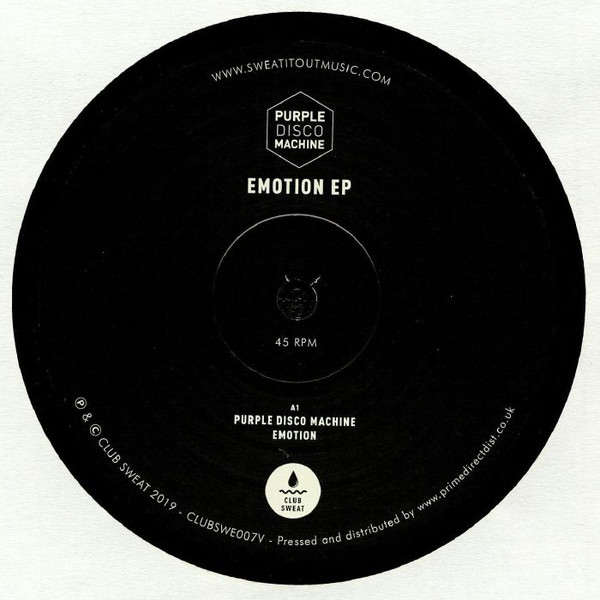 WWW.SWEATITOUTMUSIC.COM
PURPLE
DISCO
MACHINE
EMOTION EP
45 RPM
A1
PURPLE DISCO MACHINE
EMOTION
CLUB
SWEAT
℗ & © CLUB SWEAT 2019 - CLUBSWE007V - Pressed and distributed by www.primedirectdist.co.uk